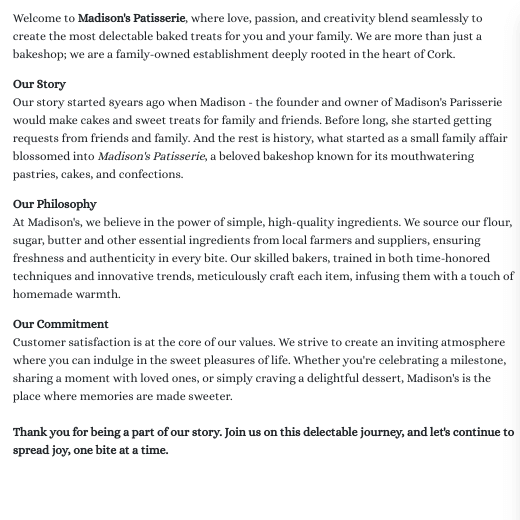 Welcome to Madison's Patisserie, where love, passion, and creativity blend seamlessly to
create the most delectable baked treats for you and your family. We are more than just a
bakeshop; we are a family-owned establishment deeply rooted in the heart of Cork.
Our Story
Our story started 8years ago when Madison - the founder and owner of Madison's Parisserie
would make cakes and sweet treats for family and friends. Before long, she started getting
requests from friends and family. And the rest is history, what started as a small family affair
blossomed into Madison's Patisserie, a beloved bakeshop known for its mouthwatering
pastries, cakes, and confections.
Our Philosophy
At Madison's, we believe in the power of simple, high-quality ingredients. We source our flour,
sugar, butter and other essential ingredients from local farmers and suppliers, ensuring
freshness and authenticity in every bite. Our skilled bakers, trained in both time-honored
techniques and innovative trends, meticulously craft each item, infusing them with a touch of
homemade warmth.
Our Commitment
Customer satisfaction is at the core of our values. We strive to create an inviting atmosphere
where you can indulge in the sweet pleasures of life. Whether you're celebrating a milestone,
sharing a moment with loved ones, or simply craving a delightful dessert, Madison's is the
place where memories are made sweeter.
Thank you for being a part of our story. Join us on this delectable journey, and let's continue to
spread joy, one bite at a time.